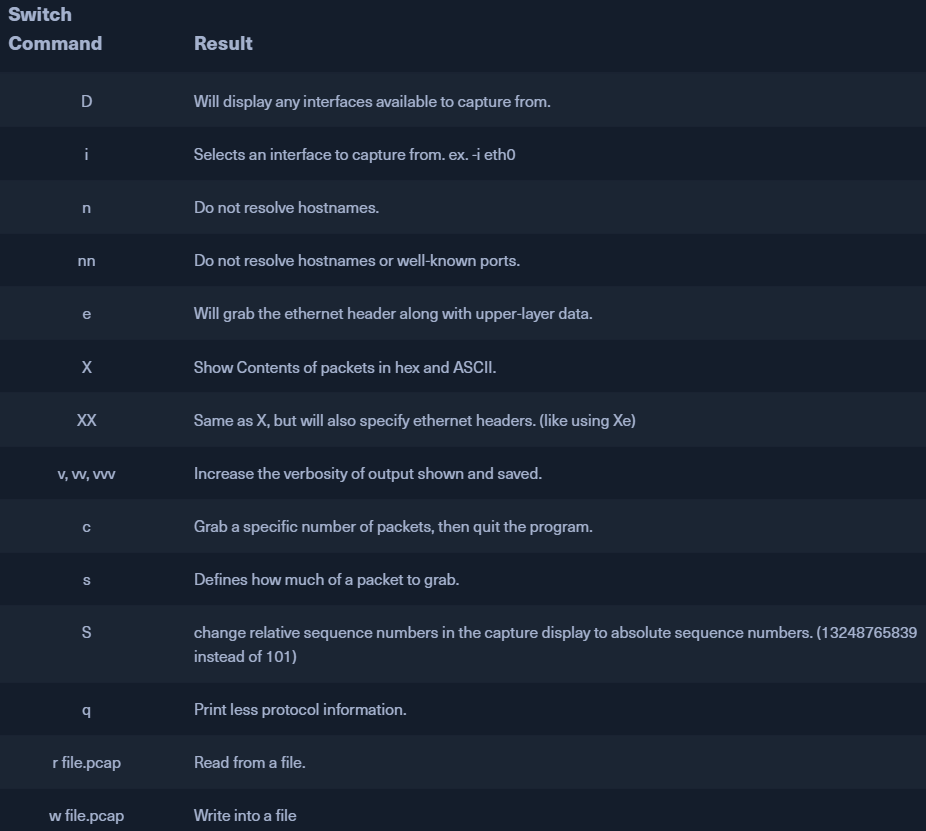 Switch
Command Result
D Will display any interfaces available to capture from.
i Selects an interface to capture from. ex. -i eth0
n Do not resolve hostnames.
nn Do not resolve hostnames or well-known ports.
e Will grab the ethernet header along with upper-layer data.
X Show Contents of packets in hex and ASCII.
XX Same as X, but will also specify ethernet headers. (like using Xe)
v, vv, vvv Increase the verbosity of output shown and saved.
c Grab a specific number of packets, then quit the program.
s Defines how much of a packet to grab.
S change relative sequence numbers in the capture display to absolute sequence numbers. (13248765839
instead of 101)
q Print less protocol information.
r file.pcap Read from a file.
w file.pcap Write into a file